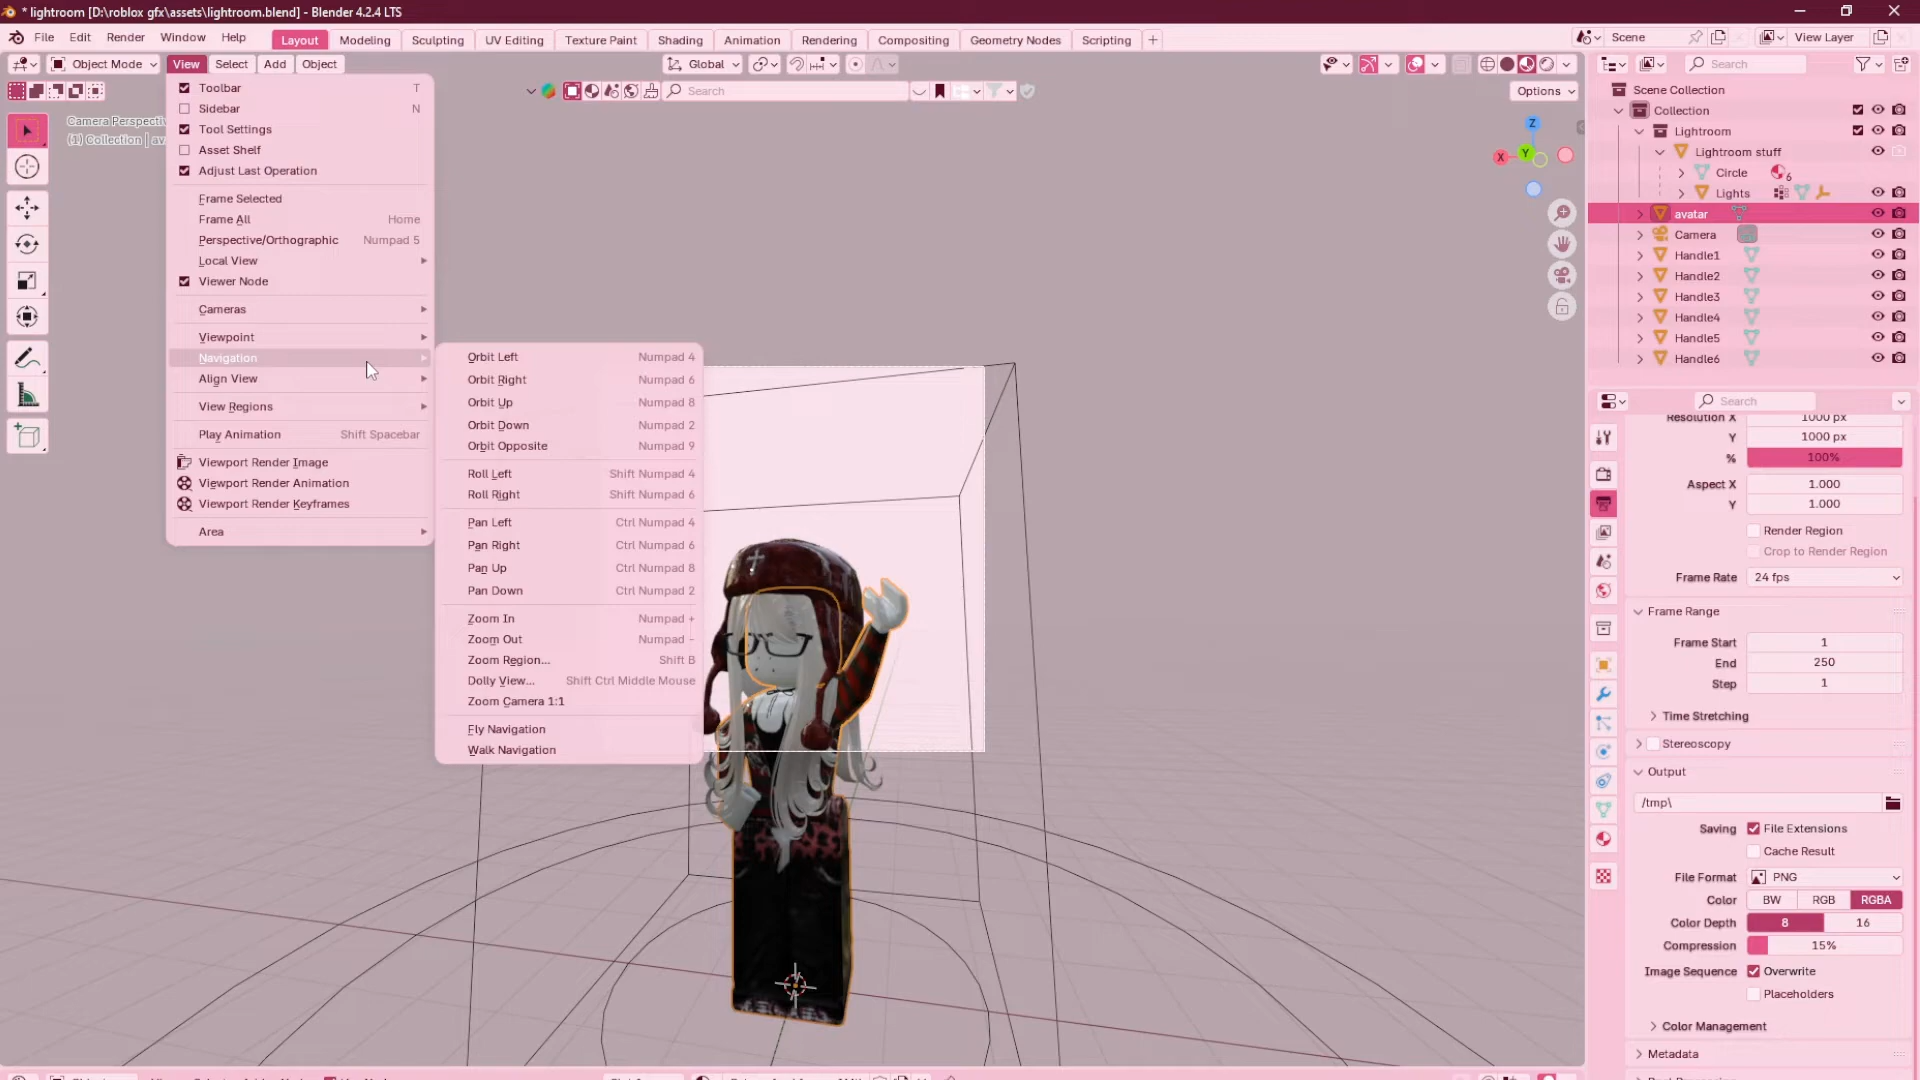 * lightroom [D:\roblox gfx\assets\lightroom.blend] - Blender 4.2.4 LTS
File Edit Render Window Help Layout Modeling Sculpting UV Editing Texture Paint Shading Animation Rendering Compositing Geometry Nodes Scripting + Scene View Layer
Object Mode View Select Add Object Global Search
Search Options
Camera Perspectiv
(1) Collection | av
Toolbar T
Sidebar N
Tool Settings
Asset Shelf
Adjust Last Operation
Frame Selected
Frame All Home
Perspective/Orthographic Numpad 5
Local View
Viewer Node
Cameras
Viewpoint
Navigation
Align View
View Regions
Play Animation Shift Spacebar
Viewport Render Image
Viewport Render Animation
Viewport Render Keyframes
Area
Orbit Left Numpad 4
Orbit Right Numpad 6
Orbit Up Numpad 8
Orbit Down Numpad 2
Orbit Opposite Numpad 9
Roll Left Shift Numpad 4
Roll Right Shift Numpad 6
Pan Left Ctrl Numpad 4
Pan Right Ctrl Numpad 6
Pan Up Ctrl Numpad 8
Pan Down Ctrl Numpad 2
Zoom In Numpad +
Zoom Out Numpad -
Zoom Region... Shift B
Dolly View... Shift Ctrl Middle Mouse
Zoom Camera 1:1
Fly Navigation
Walk Navigation
Z
X Y
Scene Collection
Collection
Lightroom
Lightroom stuff
Circle 6
Lights
avatar
Camera
Handle1
Handle2
Handle3
Handle4
Handle5
Handle6
Search
Resolution X 1000 px
Y 1000 px
% 100%
Aspect X 1.000
Y 1.000
Render Region
Crop to Render Region
Frame Rate 24 fps
Frame Range
Frame Start 1
End 250
Step 1
Time Stretching
Stereoscopy
Output
/tmp\
Saving File Extensions
Cache Result
File Format PNG
Color BW RGB RGBA
Color Depth 8 16
Compression 15%
Image Sequence Overwrite
Placeholders
Color Management
Metadata